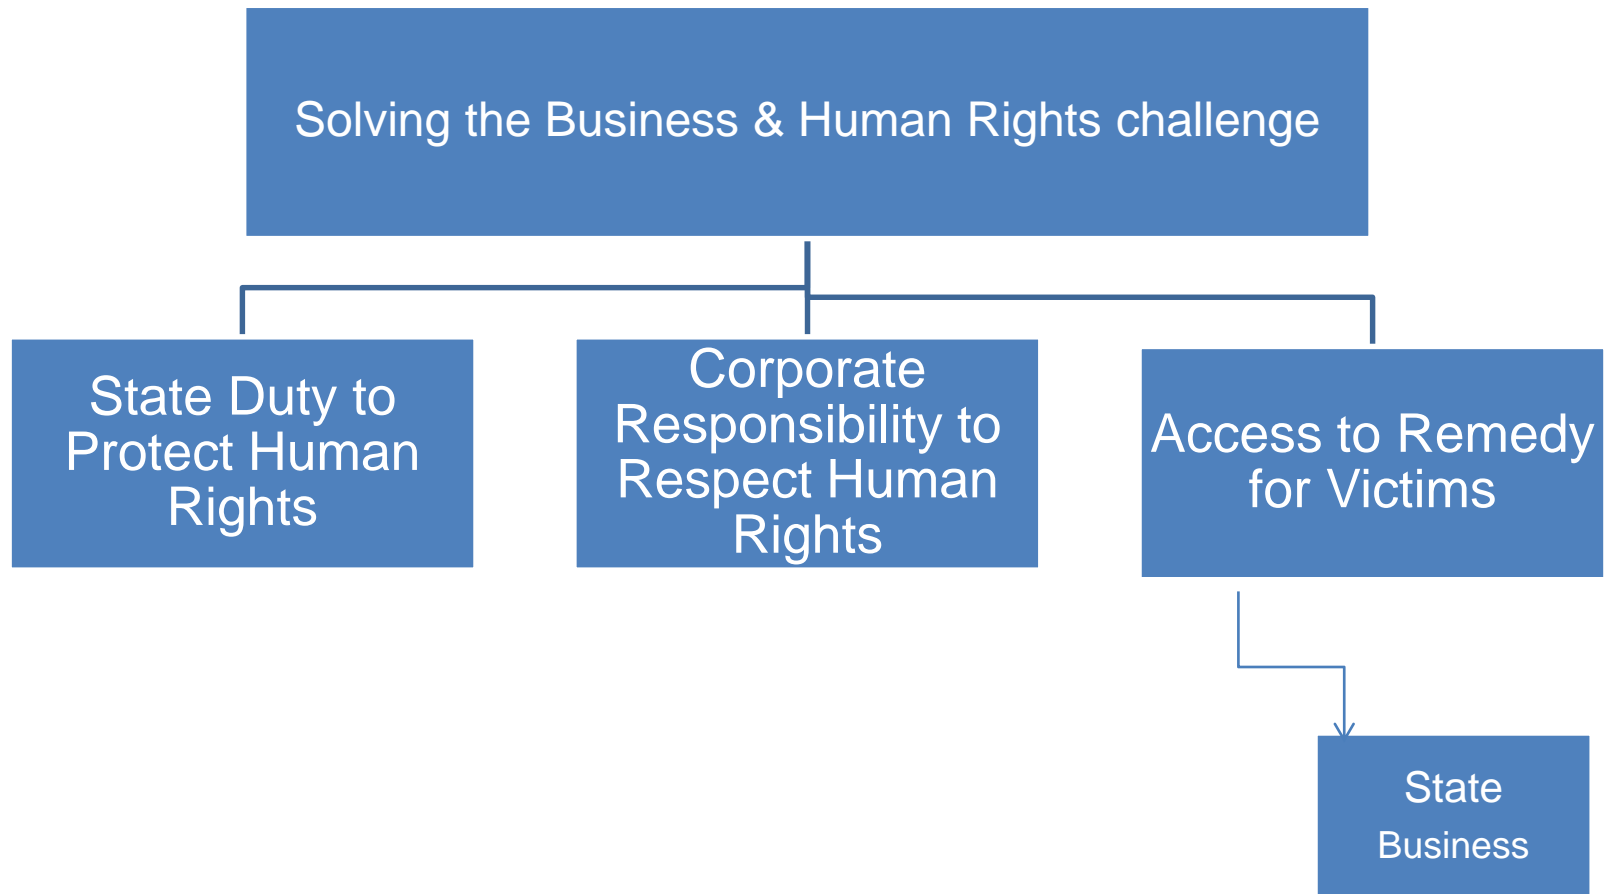 Solving the Business & Human Rights challenge
State Duty to
Protect Human
Rights
Corporate
Responsibility to
Respect Human
Rights
Access to Remedy
for Victims
State
Business